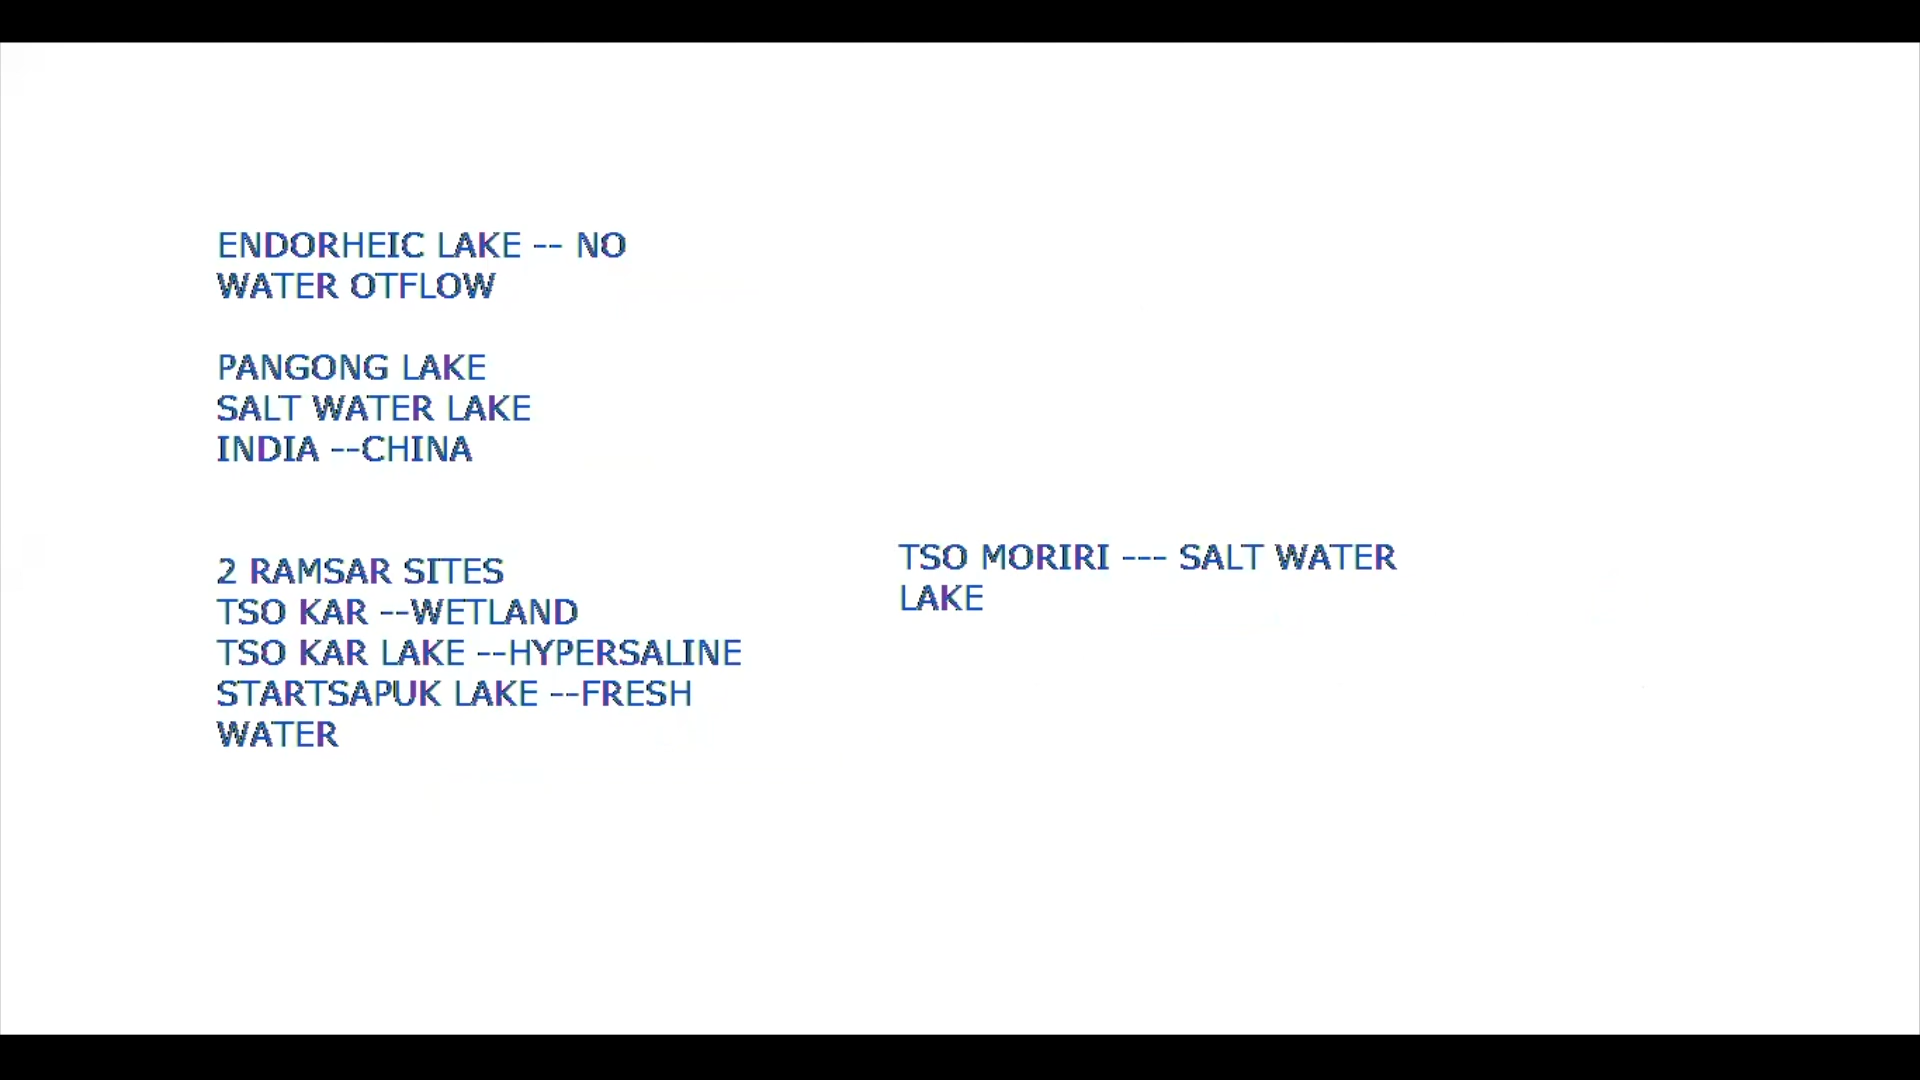 ENDORHEIC LAKE -- NO
WATER OTFLOW
PANGONG LAKE
SALT WATER LAKE
INDIA --CHINA
2 RAMSAR SITES
TSO KAR --WETLAND
TSO KAR LAKE --HYPERSALINE
STARTSAPUK LAKE --FRESH
WATER
TSO MORIRI --- SALT WATER
LAKE